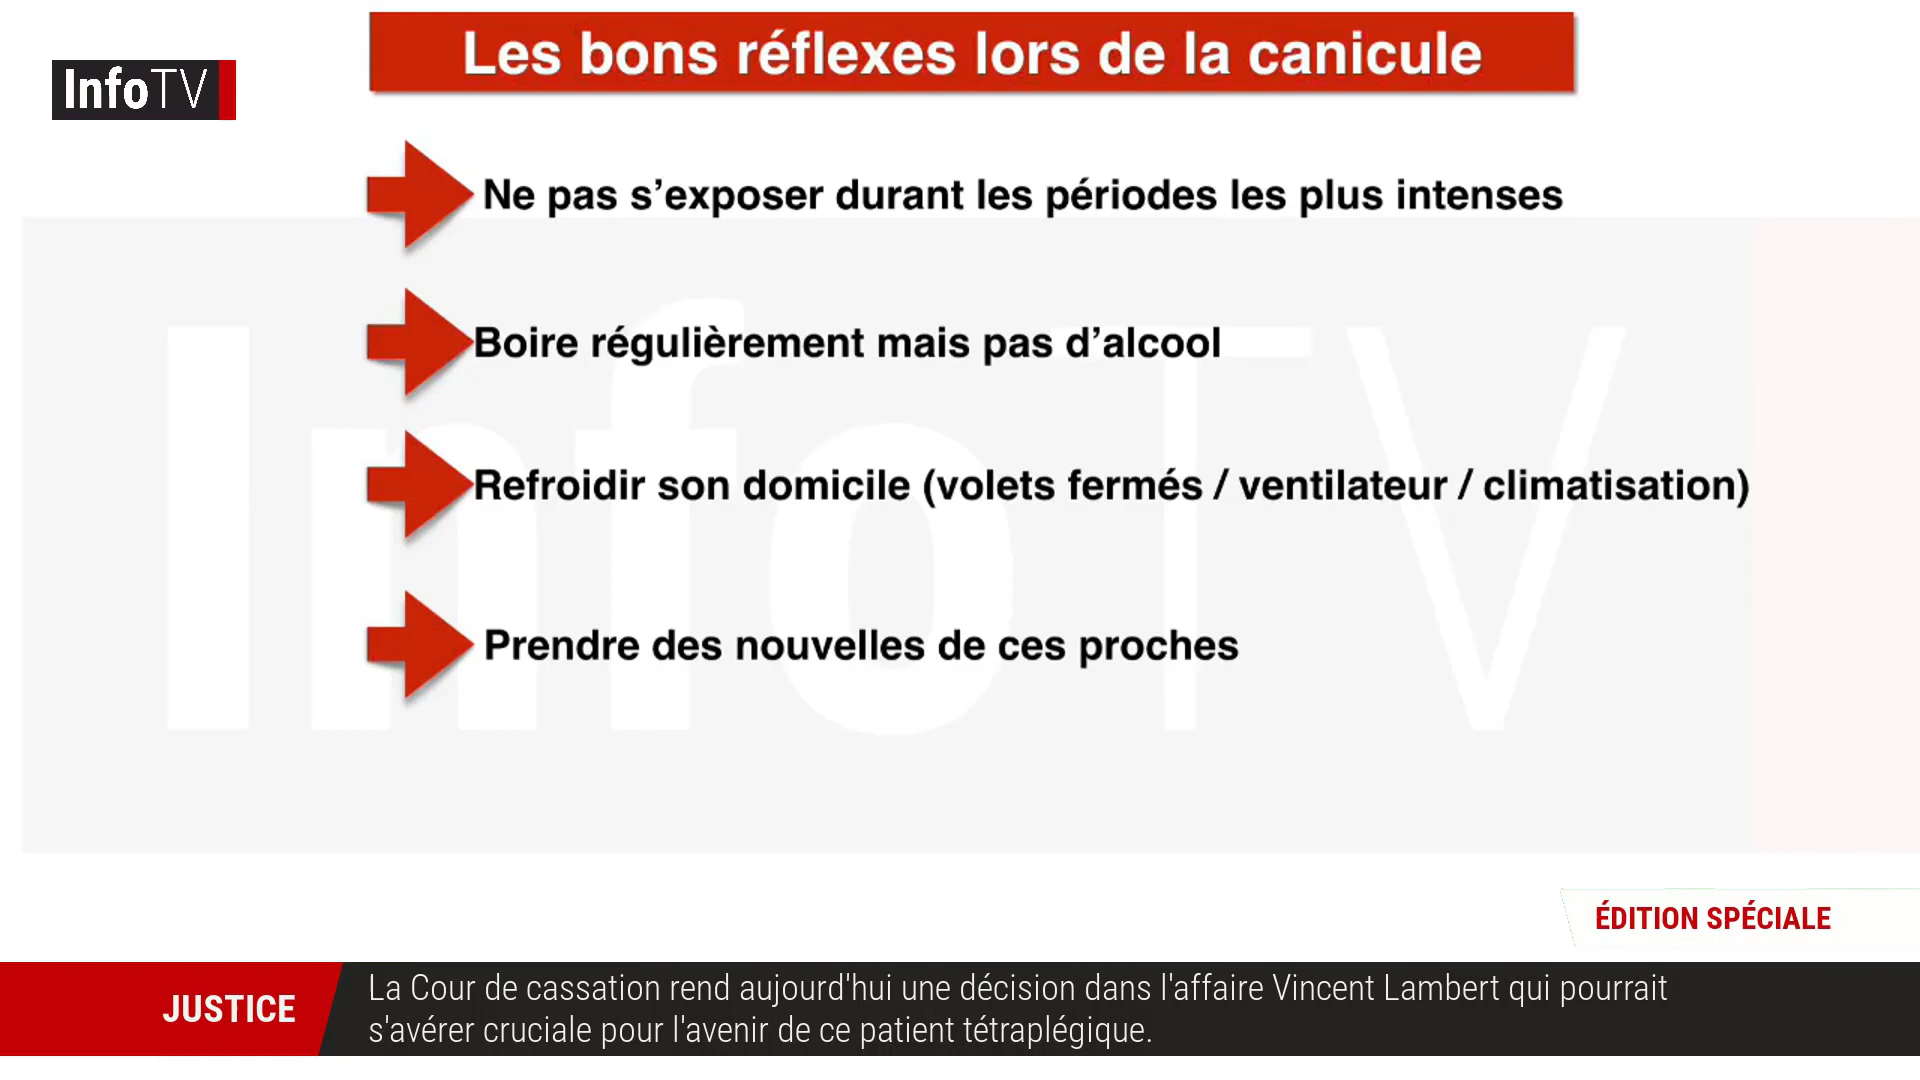 Les bons réflexes lors de la canicule
InfoTV
Ne pas s’exposer durant les périodes les plus intenses
Boire régulièrement mais pas d’alcool
Refroidir son domicile (volets fermés / ventilateur / climatisation)
Prendre des nouvelles de ces proches
InfoTV
ÉDITION SPÉCIALE
JUSTICE
La Cour de cassation rend aujourd'hui une décision dans l'affaire Vincent Lambert qui pourrait
s'avérer cruciale pour l'avenir de ce patient tétraplégique.